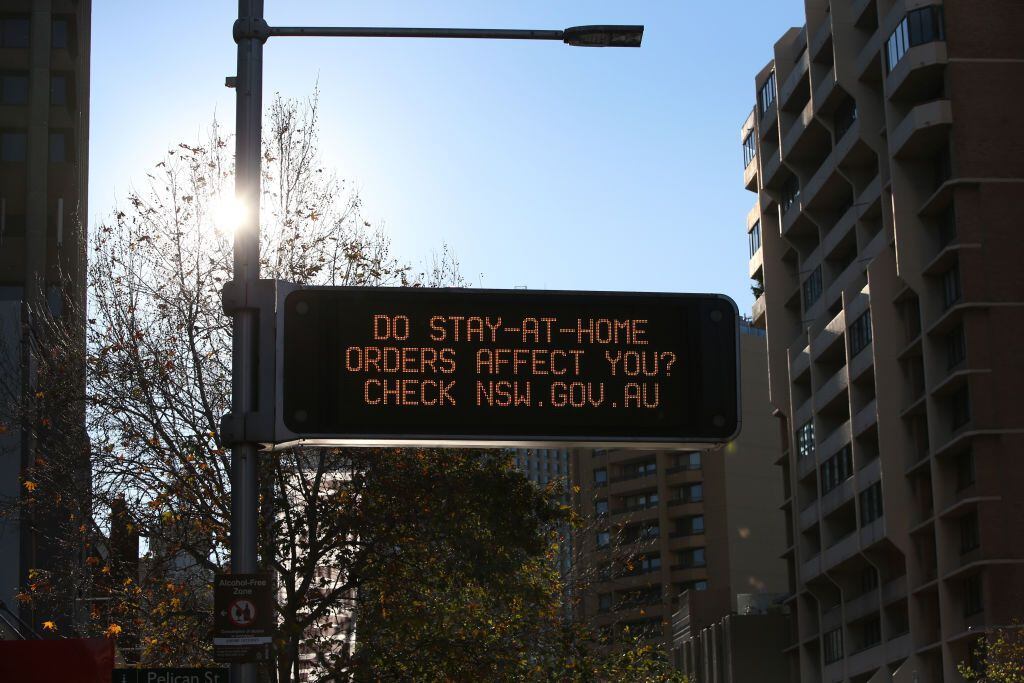 DO STAY-AT-HOME
ORDERS AFFECT YOU?
CHECK NSW.GOV.AU
Alcohol-Free
Zone
Pelican St